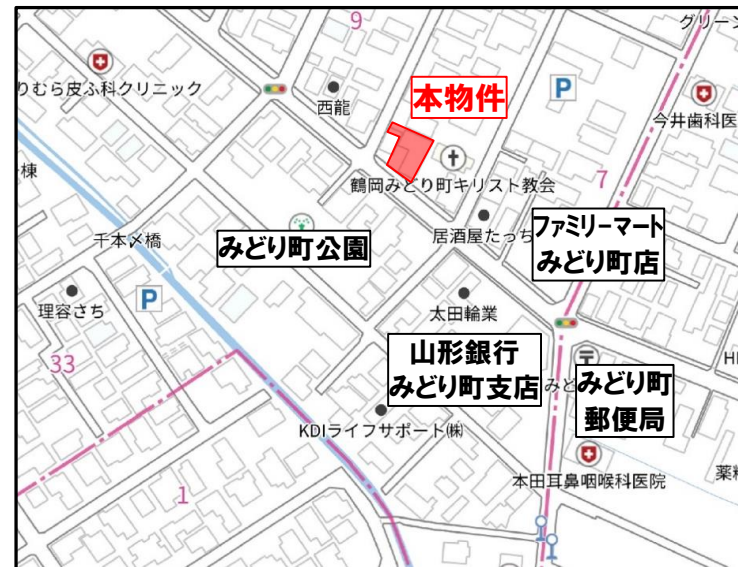 9
グリーン
りむら皮ふ科クリニック
西龍
本物件
P
今井歯科医
棟
鶴岡みどり町キリスト教会
7
千本〆橋
みどり町公園
居酒屋たっち
ファミリーマート
みどり町店
理容さち
P
太田輪業
33
山形銀行
みどり町支店
みど
みどり町
郵便局
KDIライフサポート㈱
1
本田耳鼻咽喉科医院
薬